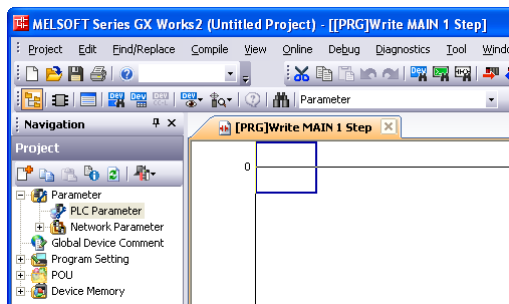 MELSOFT Series GX Works2 (Untitled Project) - [[PRG]Write MAIN 1 Step]
Project Edit Find/Replace Compile View Online Debug Diagnostics Tool Windo
Parameter
Navigation
[PRG]Write MAIN 1 Step
Project
0
Parameter
PLC Parameter
Network Parameter
Global Device Comment
Program Setting
POU
Device Memory